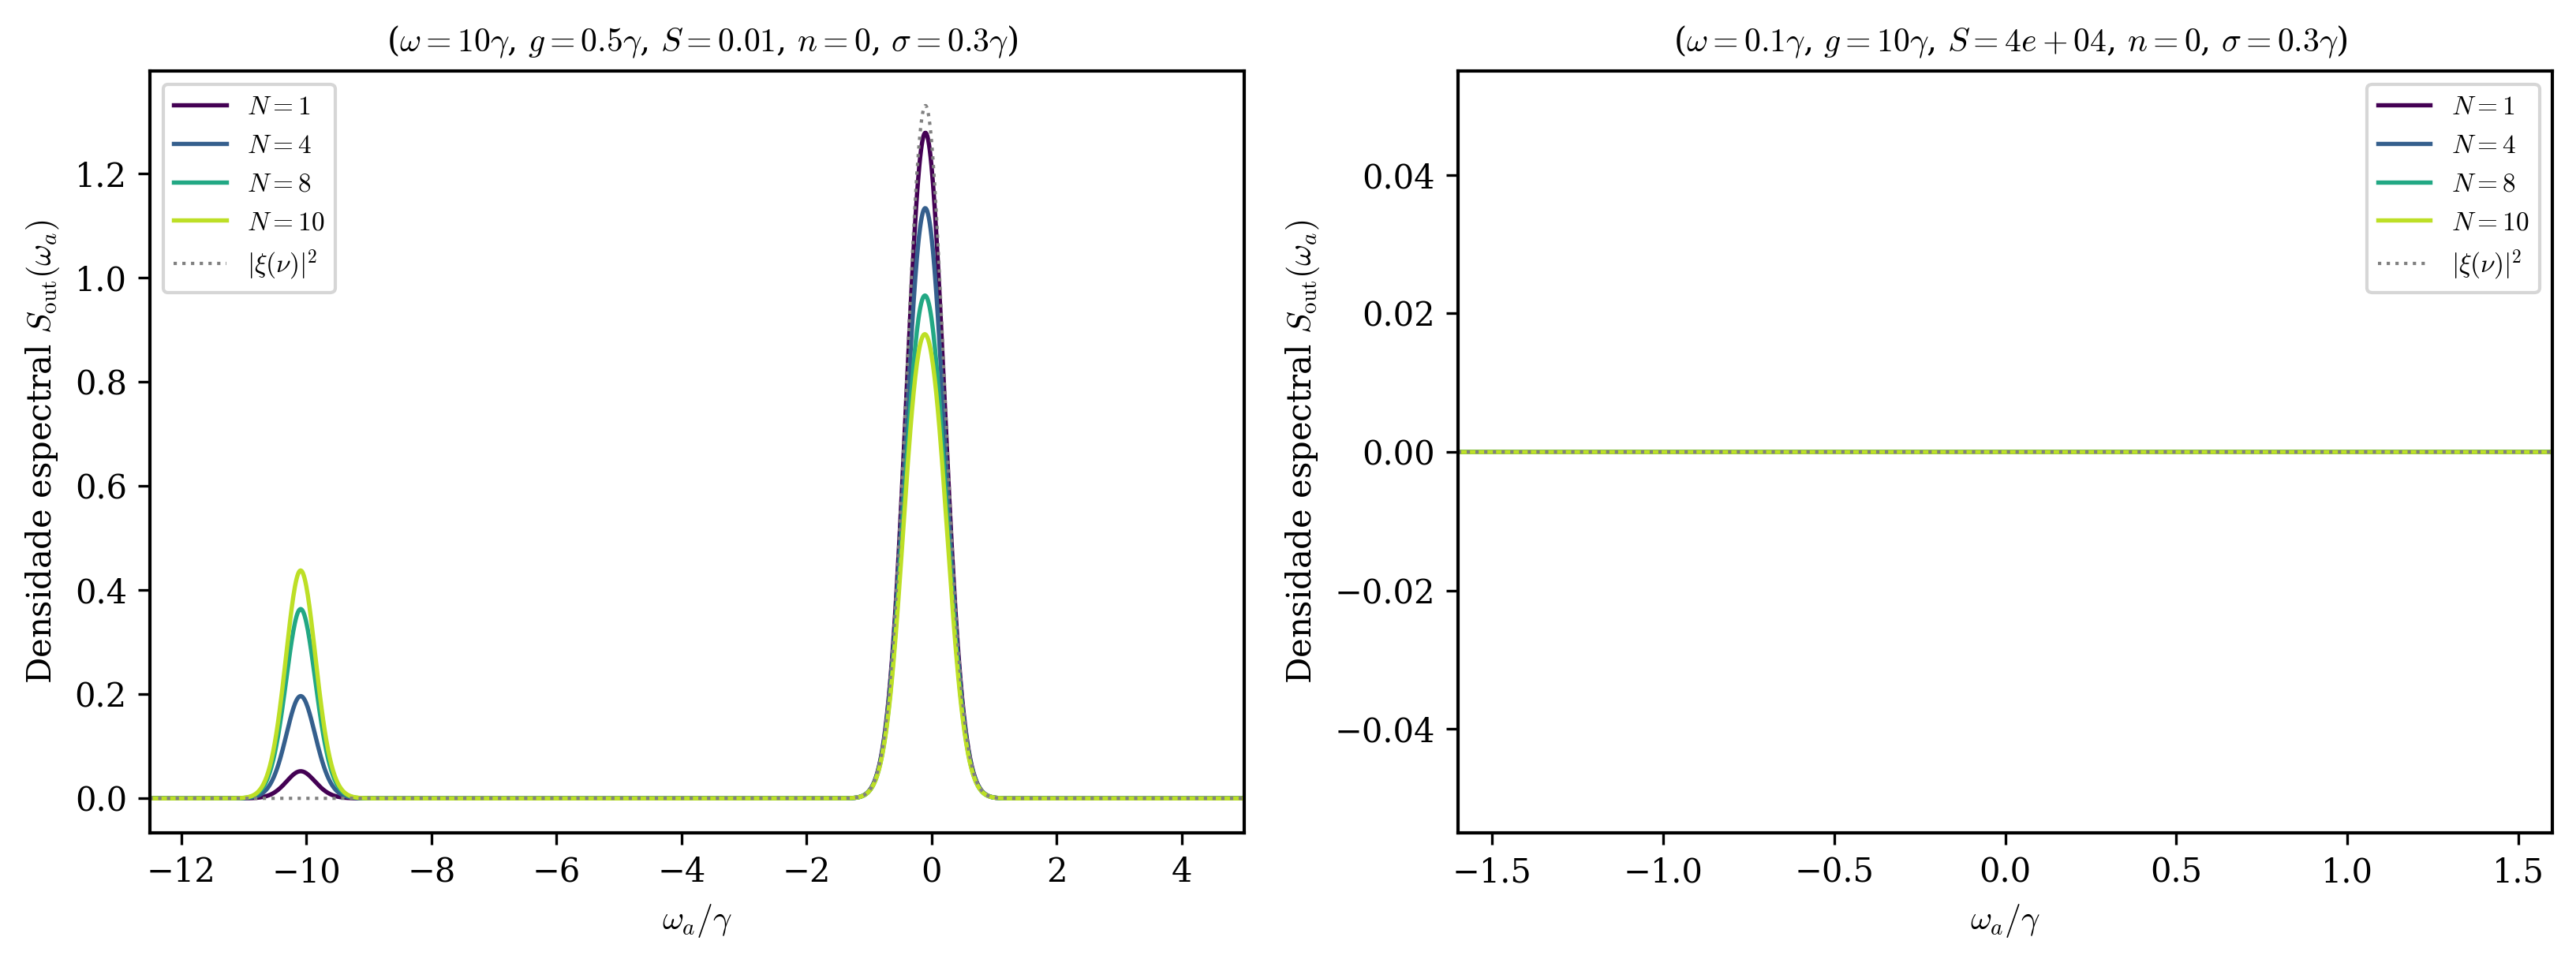 (ω = 10γ, g = 0.5γ, S = 0.01, n = 0, σ = 0.3γ)
N = 1
N = 4
N = 8
N = 10
|ξ(ν)|²
Densidade espectral S_out(ω_a)
1.2
1.0
0.8
0.6
0.4
0.2
0.0
−12 −10 −8 −6 −4 −2 0 2 4
ω_a/γ
(ω = 0.1γ, g = 10γ, S = 4e + 04, n = 0, σ = 0.3γ)
N = 1
N = 4
N = 8
N = 10
|ξ(ν)|²
Densidade espectral S_out(ω_a)
0.04
0.02
0.00
−0.02
−0.04
−1.5 −1.0 −0.5 0.0 0.5 1.0 1.5
ω_a/γ